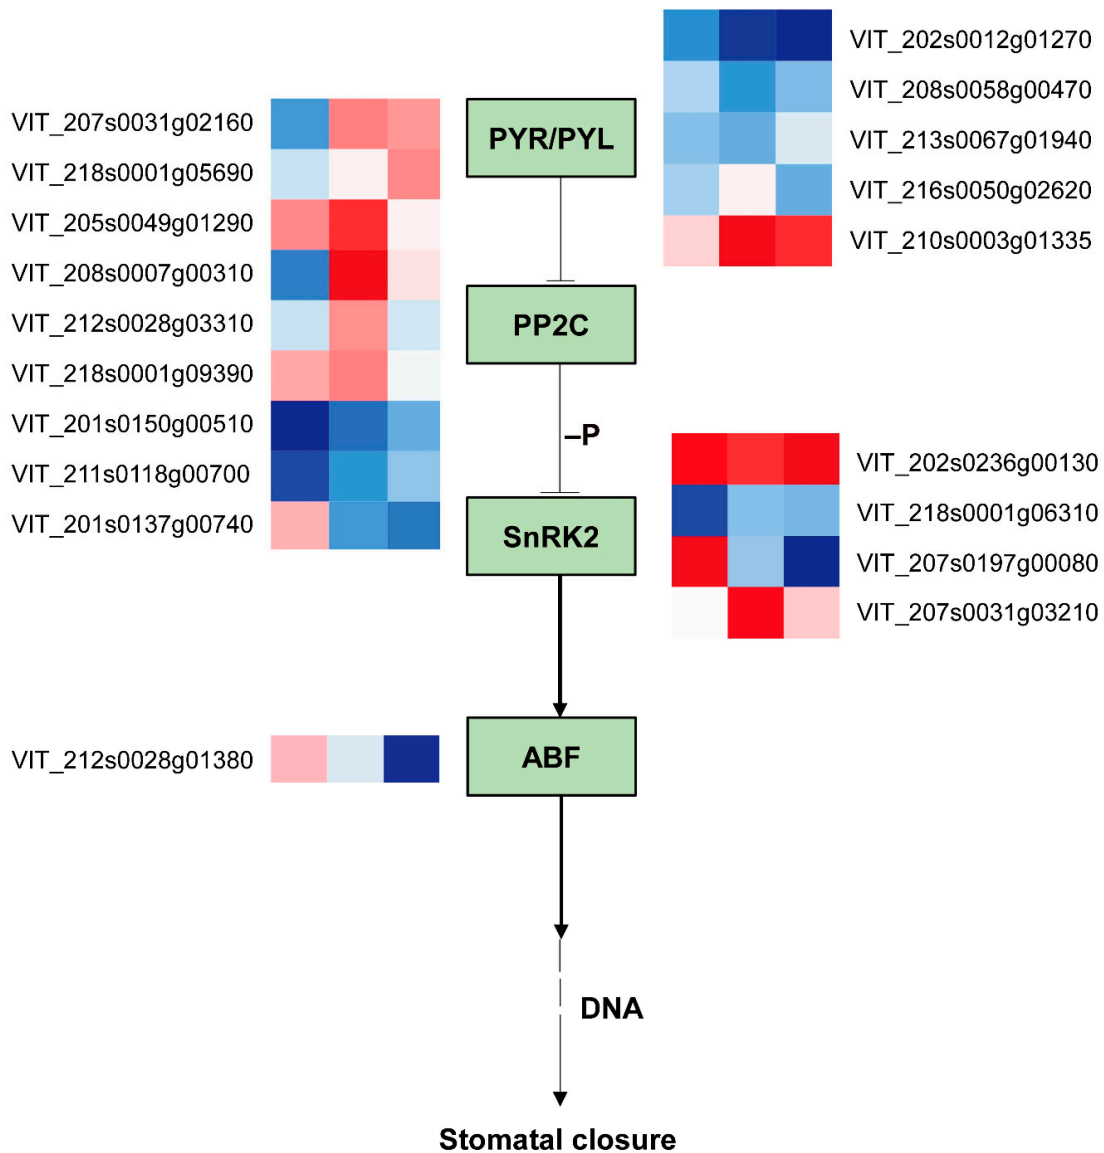 VIT_202s0012g01270
VIT_208s0058g00470
VIT_213s0067g01940
VIT_216s0050g02620
VIT_210s0003g01335
VIT_207s0031g02160
VIT_218s0001g05690
VIT_205s0049g01290
VIT_208s0007g00310
VIT_212s0028g03310
VIT_218s0001g09390
VIT_201s0150g00510
VIT_211s0118g00700
VIT_201s0137g00740
PYR/PYL
PP2C
–P
SnRK2
VIT_202s0236g00130
VIT_218s0001g06310
VIT_207s0197g00080
VIT_207s0031g03210
VIT_212s0028g01380
ABF
DNA
Stomatal closure